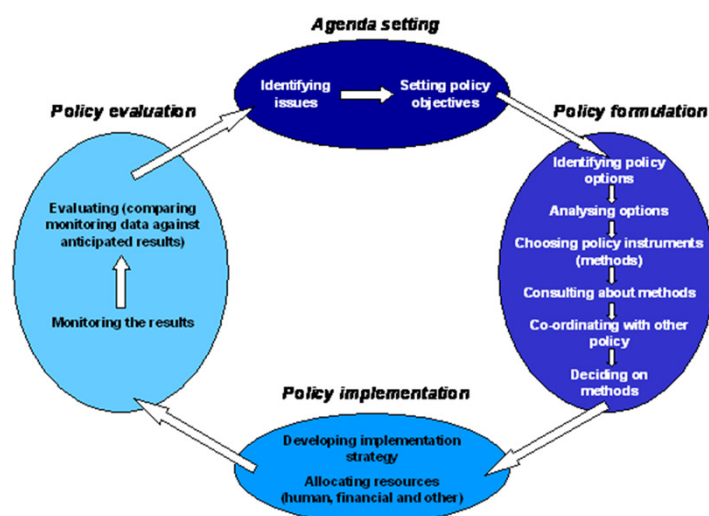 Agenda setting
Identifying
issues
Setting policy
objectives
Policy formulation
Identifying policy
options
Analysing options
Choosing policy instruments
(methods)
Consulting about methods
Co-ordinating with other
policy
Deciding on
methods
Policy implementation
Developing implementation
strategy
Allocating resources
(human, financial and other)
Policy evaluation
Evaluating (comparing
monitoring data against
anticipated results)
Monitoring the results